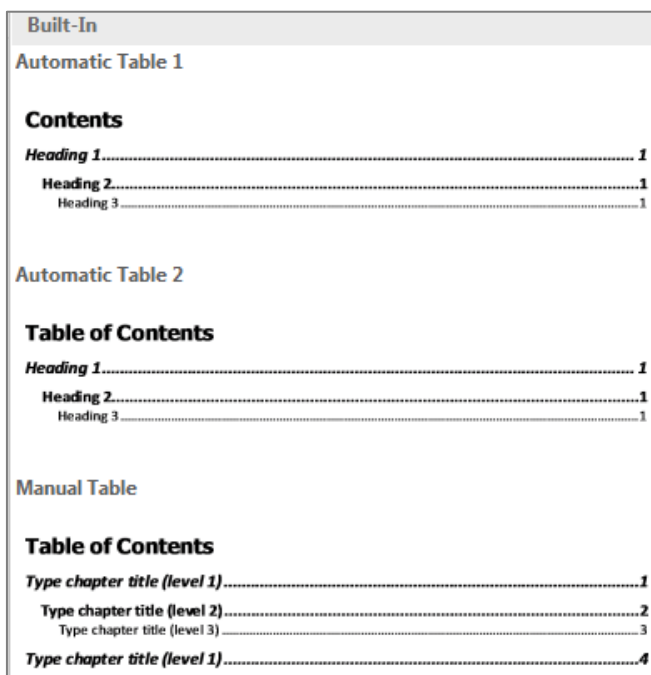 Built-In
Automatic Table 1
Contents
Heading 1........ 1
Heading 2........1
Heading 3........1
Automatic Table 2
Table of Contents
Heading 1........ 1
Heading 2........1
Heading 3........1
Manual Table
Table of Contents
Type chapter title (level 1)........1
Type chapter title (level 2)........2
Type chapter title (level 3)........3
Type chapter title (level 1)........4